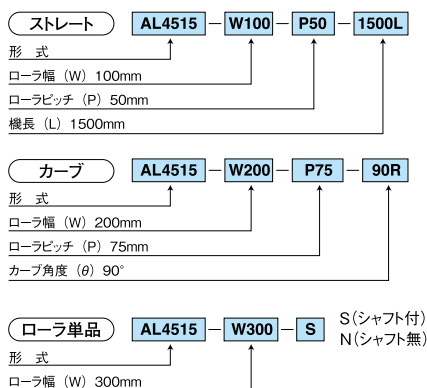 ストレート AL4515 － W100 － P50 － 1500L
形　式
ローラ幅（W）100mm
ローラピッチ（P）50mm
機長（L）1500mm
カーブ AL4515 － W200 － P75 － 90R
形　式
ローラ幅（W）200mm
ローラピッチ（P）75mm
カーブ角度（θ）90°
ローラ単品 AL4515 － W300 － S S（シャフト付）
N（シャフト無）
形　式
ローラ幅（W）300mm